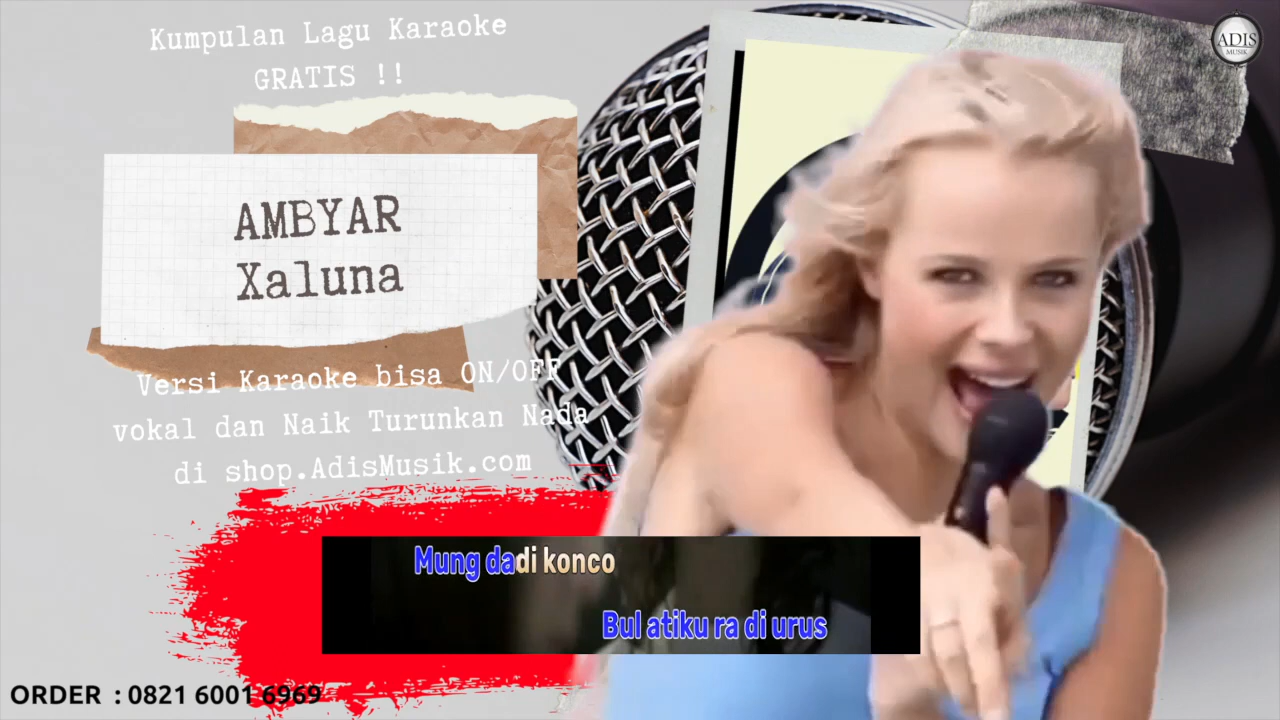 Kumpulan Lagu Karaoke
GRATIS !!
ADIS
MUSIK
AMBYAR
Xaluna
Versi Karaoke bisa ON/OFF
vokal dan Naik Turunkan Nada
di shop.AdisMusik.com
Mung dadi konco
Bul atiku ra di urus
ORDER : 0821 6001 6969